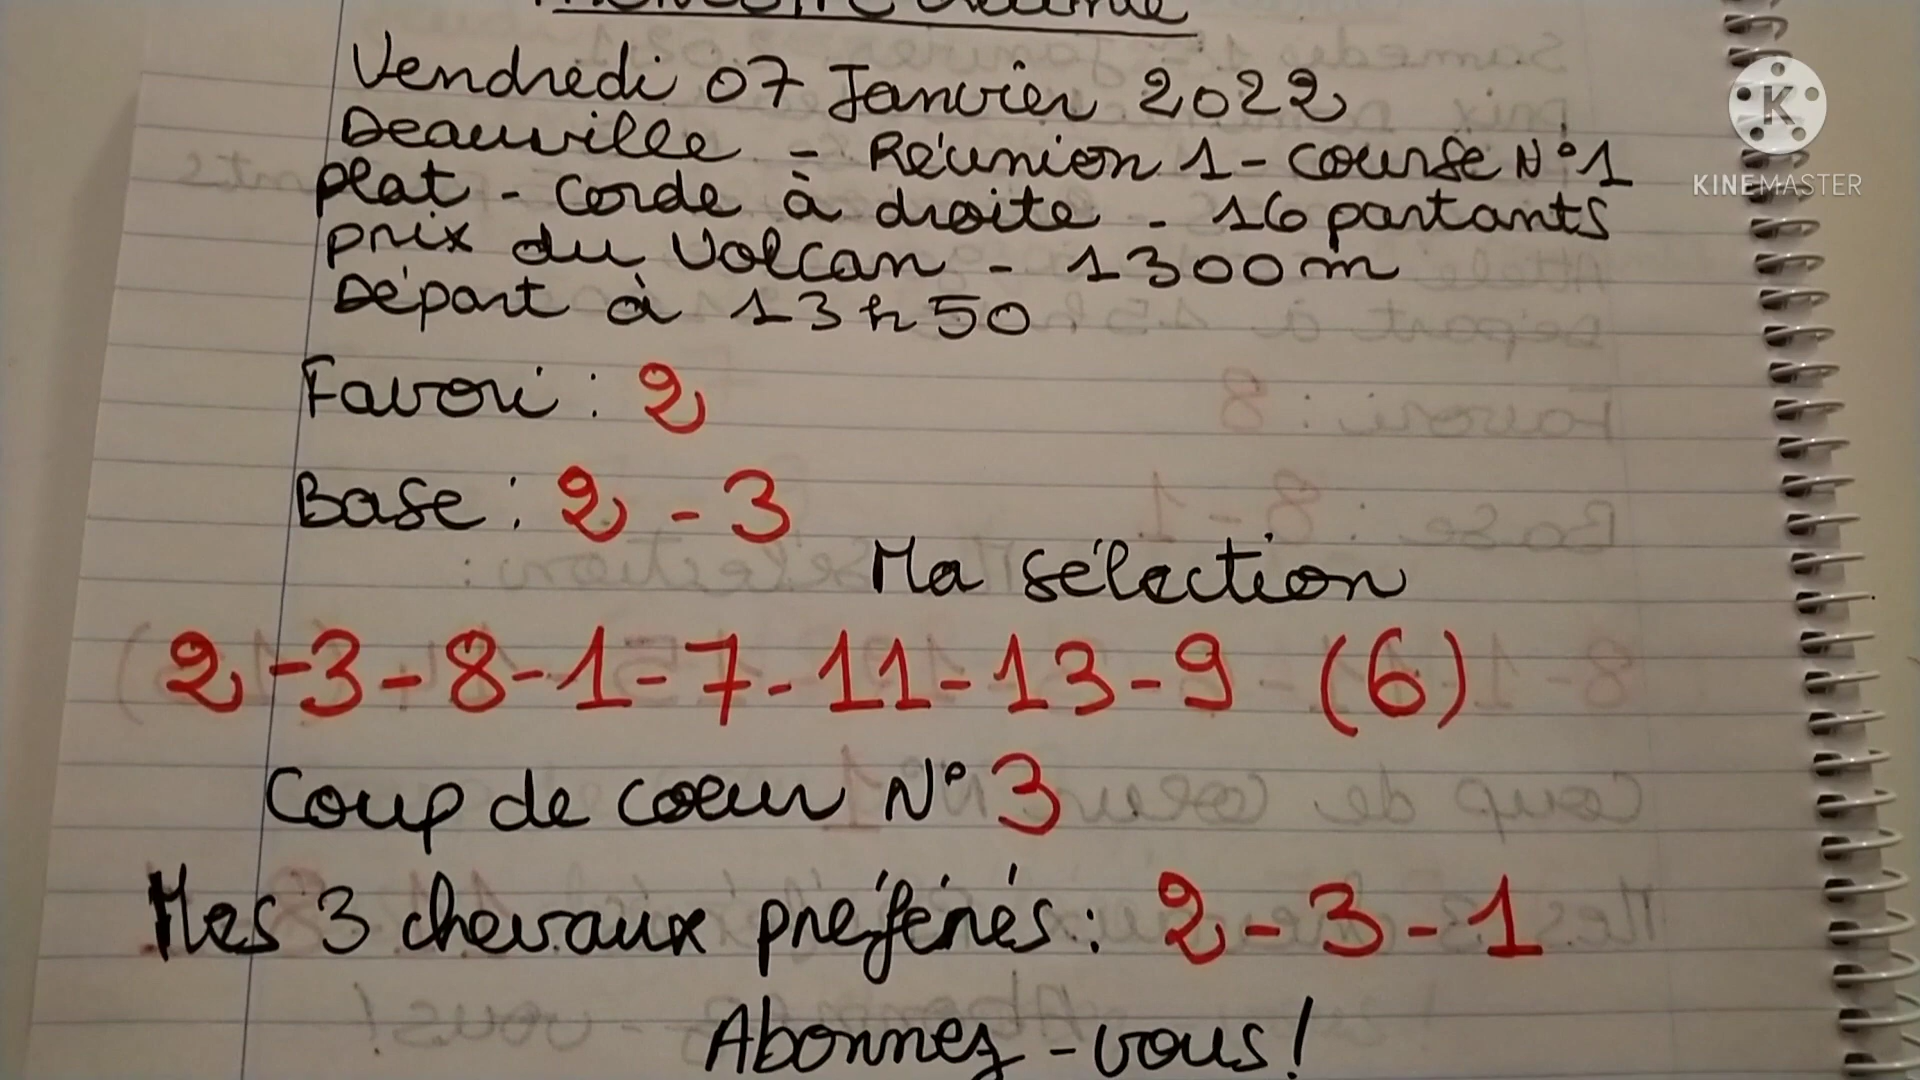 Vendredi 07 Janvier 2022
Deauville - Réunion 1 - course N°1
plat - corde à droite - 16 partants
prix du Volcan - 1300m
Départ à 13h50
Favori : 2
Base : 2 - 3
Ma sélection
2 - 3 - 8 - 1 - 7 - 11 - 13 - 9 (6)
Coup de coeur N° 3
Mes 3 chevaux préférés : 2 - 3 - 1
Abonnez-vous !
K
KINEMASTER